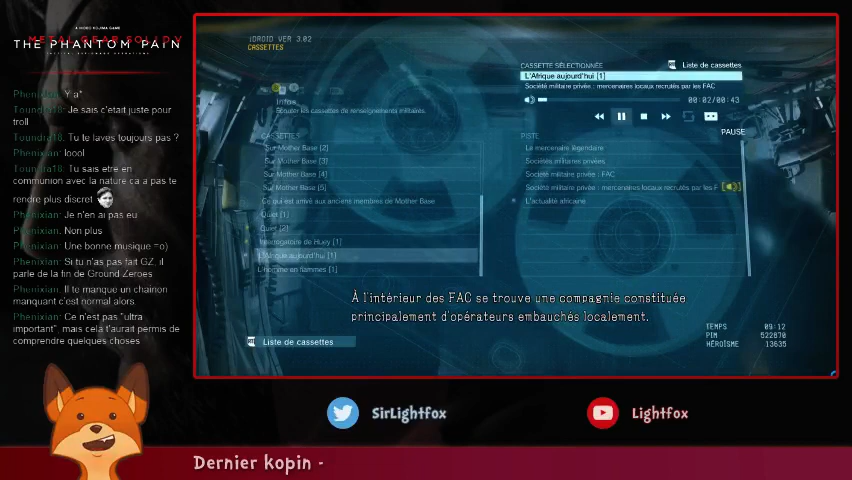 A HIDEO KOJIMA GAME
METAL GEAR SOLID V
THE PHANTOM PAIN
TACTICAL ESPIONAGE OPERATIONS
Phenixian: Y a*
Toundra18: Je sais c'etait juste pour
troll
Toundra18: Tu te laves toujours pas ?
Phenixian: loool
Toundra18: Tu sais etre en
communion avec la nature ca a pas te
rendre plus discret
Phenixian: Je n'en ai pas eu
Phenixian: Non plus
Phenixian: Une bonne musique =o)
Phenixian: Si tu n'as pas fait GZ, il
parle de la fin de Ground Zeroes
Phenixian: Il te manque un chainon
manquant c'est normal alors.
Phenixian: Ce n'est pas "ultra
important", mais cela t'aurait permis de
comprendre quelques choses
iDROID VER 3.02
CASSETTES
Infos
Écouter les cassettes de renseignements militaires.
CASSETTES
Sur Mother Base [2]
Sur Mother Base [3]
Sur Mother Base [4]
Sur Mother Base [5]
Ce qui est arrivé aux anciens membres de Mother Base
Quiet [1]
Quiet [2]
Interrogatoire de Huey [1]
L'Afrique aujourd'hui [1]
L'homme en flammes [1]
Liste de cassettes
CASSETTE SÉLECTIONNÉE
Liste de cassettes
L'Afrique aujourd'hui [1]
Société militaire privée : mercenaires locaux recrutés par les FAC
00:02/00:43
PAUSE
PISTE
Le mercenaire légendaire
Sociétés militaires privées
Société militaire privée : FAC
Société militaire privée : mercenaires locaux recrutés par les F
L'actualité africaine
À l'intérieur des FAC se trouve une compagnie constituée
principalement d'opérateurs embauchés localement.
TEMPS 09:12
PIM 522870
HÉROÏSME 13635
SirLightfox
Lightfox
Dernier kopin -